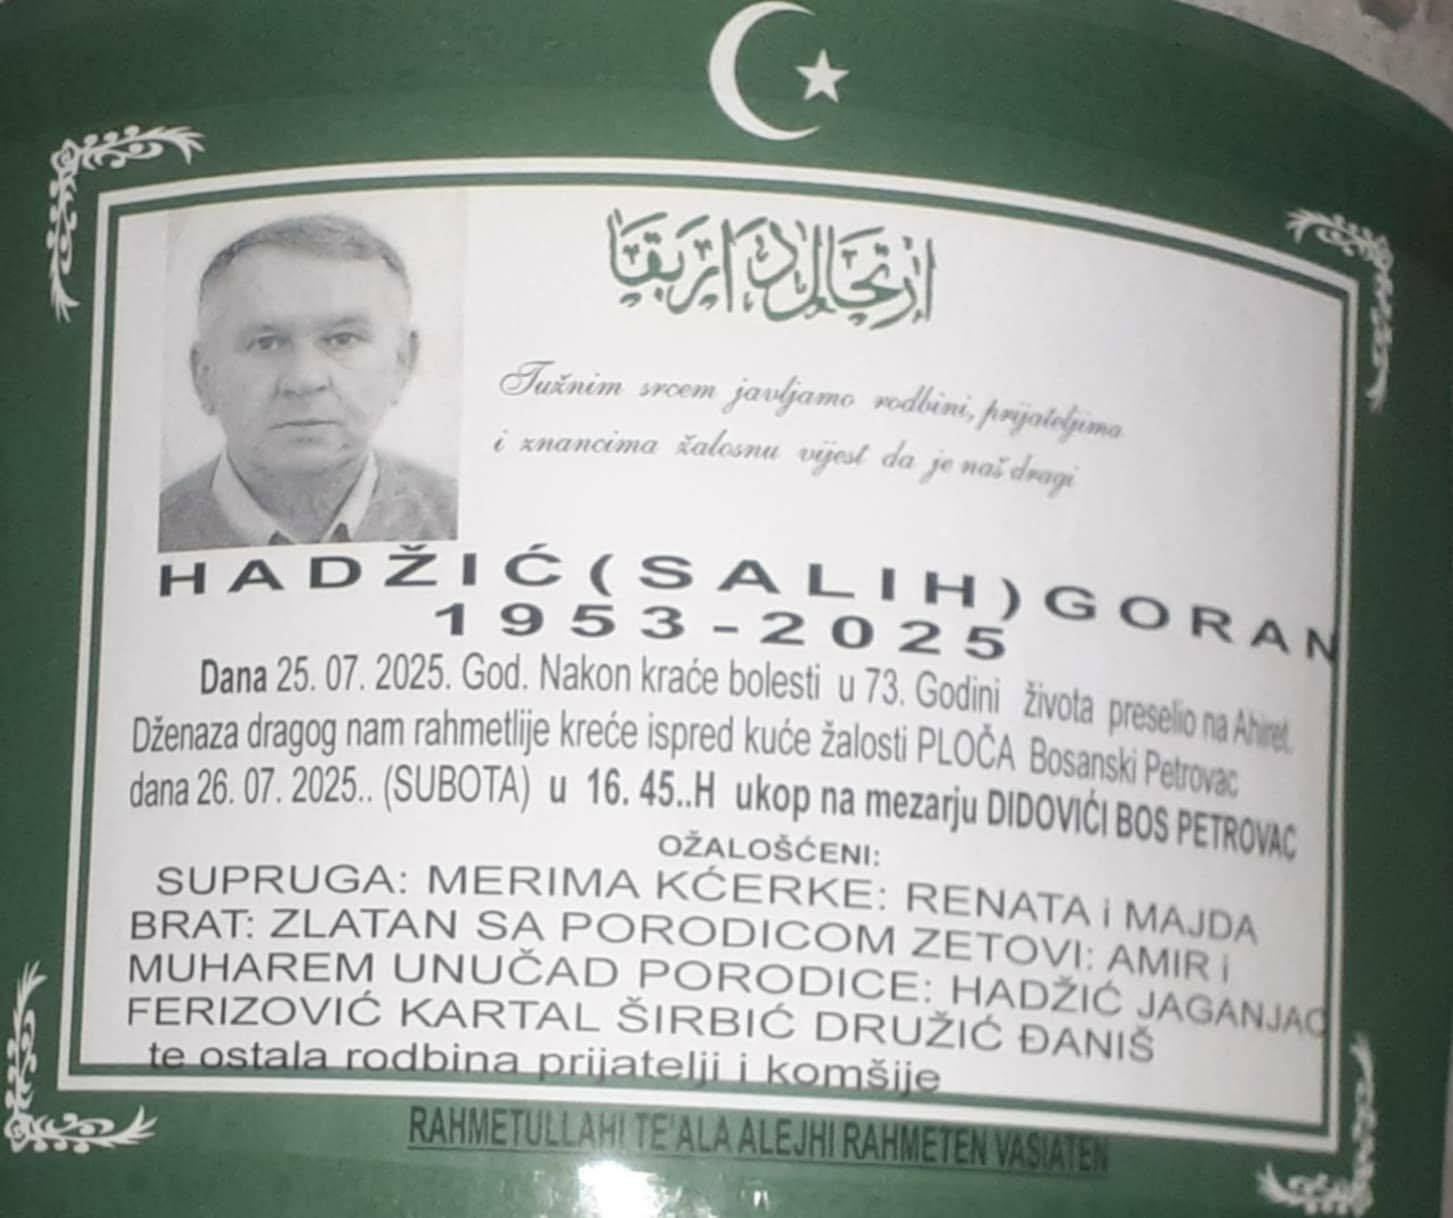 ارتحال دار بقا
Tužnim srcem javljamo rodbini, prijateljima
i znancima žalosnu vijest da je naš dragi
HADŽIĆ(SALIH)GORAN
1953-2025
Dana 25. 07. 2025. God. Nakon kraće bolesti u 73. Godini života preselio na Ahiret.
Dženaza dragog nam rahmetlije kreće ispred kuće žalosti PLOČA Bosanski Petrovac
dana 26. 07. 2025.. (SUBOTA) u 16. 45..H ukop na mezarju DIDOVIĆI BOS PETROVAC
OŽALOŠĆENI:
SUPRUGA: MERIMA KĆERKE: RENATA i MAJDA
BRAT: ZLATAN SA PORODICOM ZETOVI: AMIR i
MUHAREM UNUČAD PORODICE: HADŽIĆ JAGANJAC
FERIZOVIĆ KARTAL ŠIRBIĆ DRUŽIĆ ĐANIŠ
te ostala rodbina prijatelji i komšije
RAHMETULLAHI TE'ALA ALEJHI RAHMETEN VASIATEN